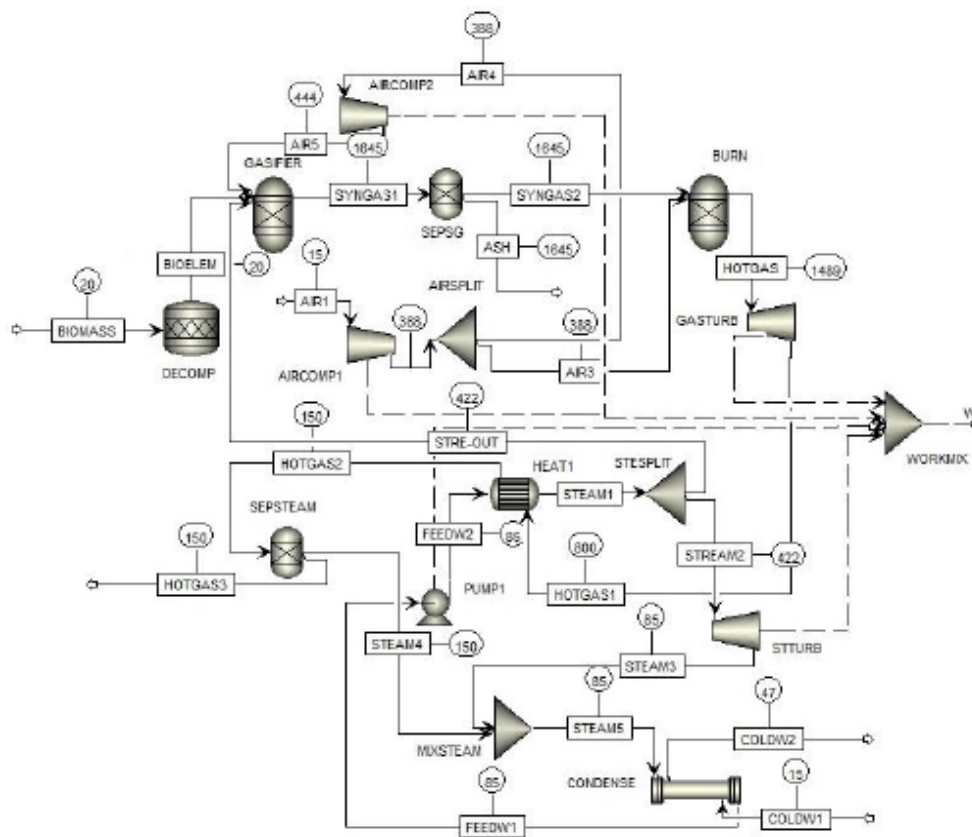 388
AIR4
AIRCOMP2
444
AIR5
1645
1645
BURN
GASIFIER
SYNGAS1
SYNGAS2
SEPSG
ASH
1645
BIOELEM
20
15
HOTGAS
1489
20
AIR1
AIRSPLIT
BIOMASS
388
388
GASTURB
DECOMP
AIRCOMP1
AIR3
422
150
STRE-OUT
W
HOTGAS2
HEAT1
STESPLIT
WORKMIX
STEAM1
SEPSTEAM
FEEDW2
85
800
STREAM2
422
150
HOTGAS3
PUMP1
HOTGAS1
STEAM4
150
85
STTURB
STEAM3
85
47
STEAM5
COLDW2
MIXSTEAM
CONDENSE
15
85
FEEDW1
COLDW1